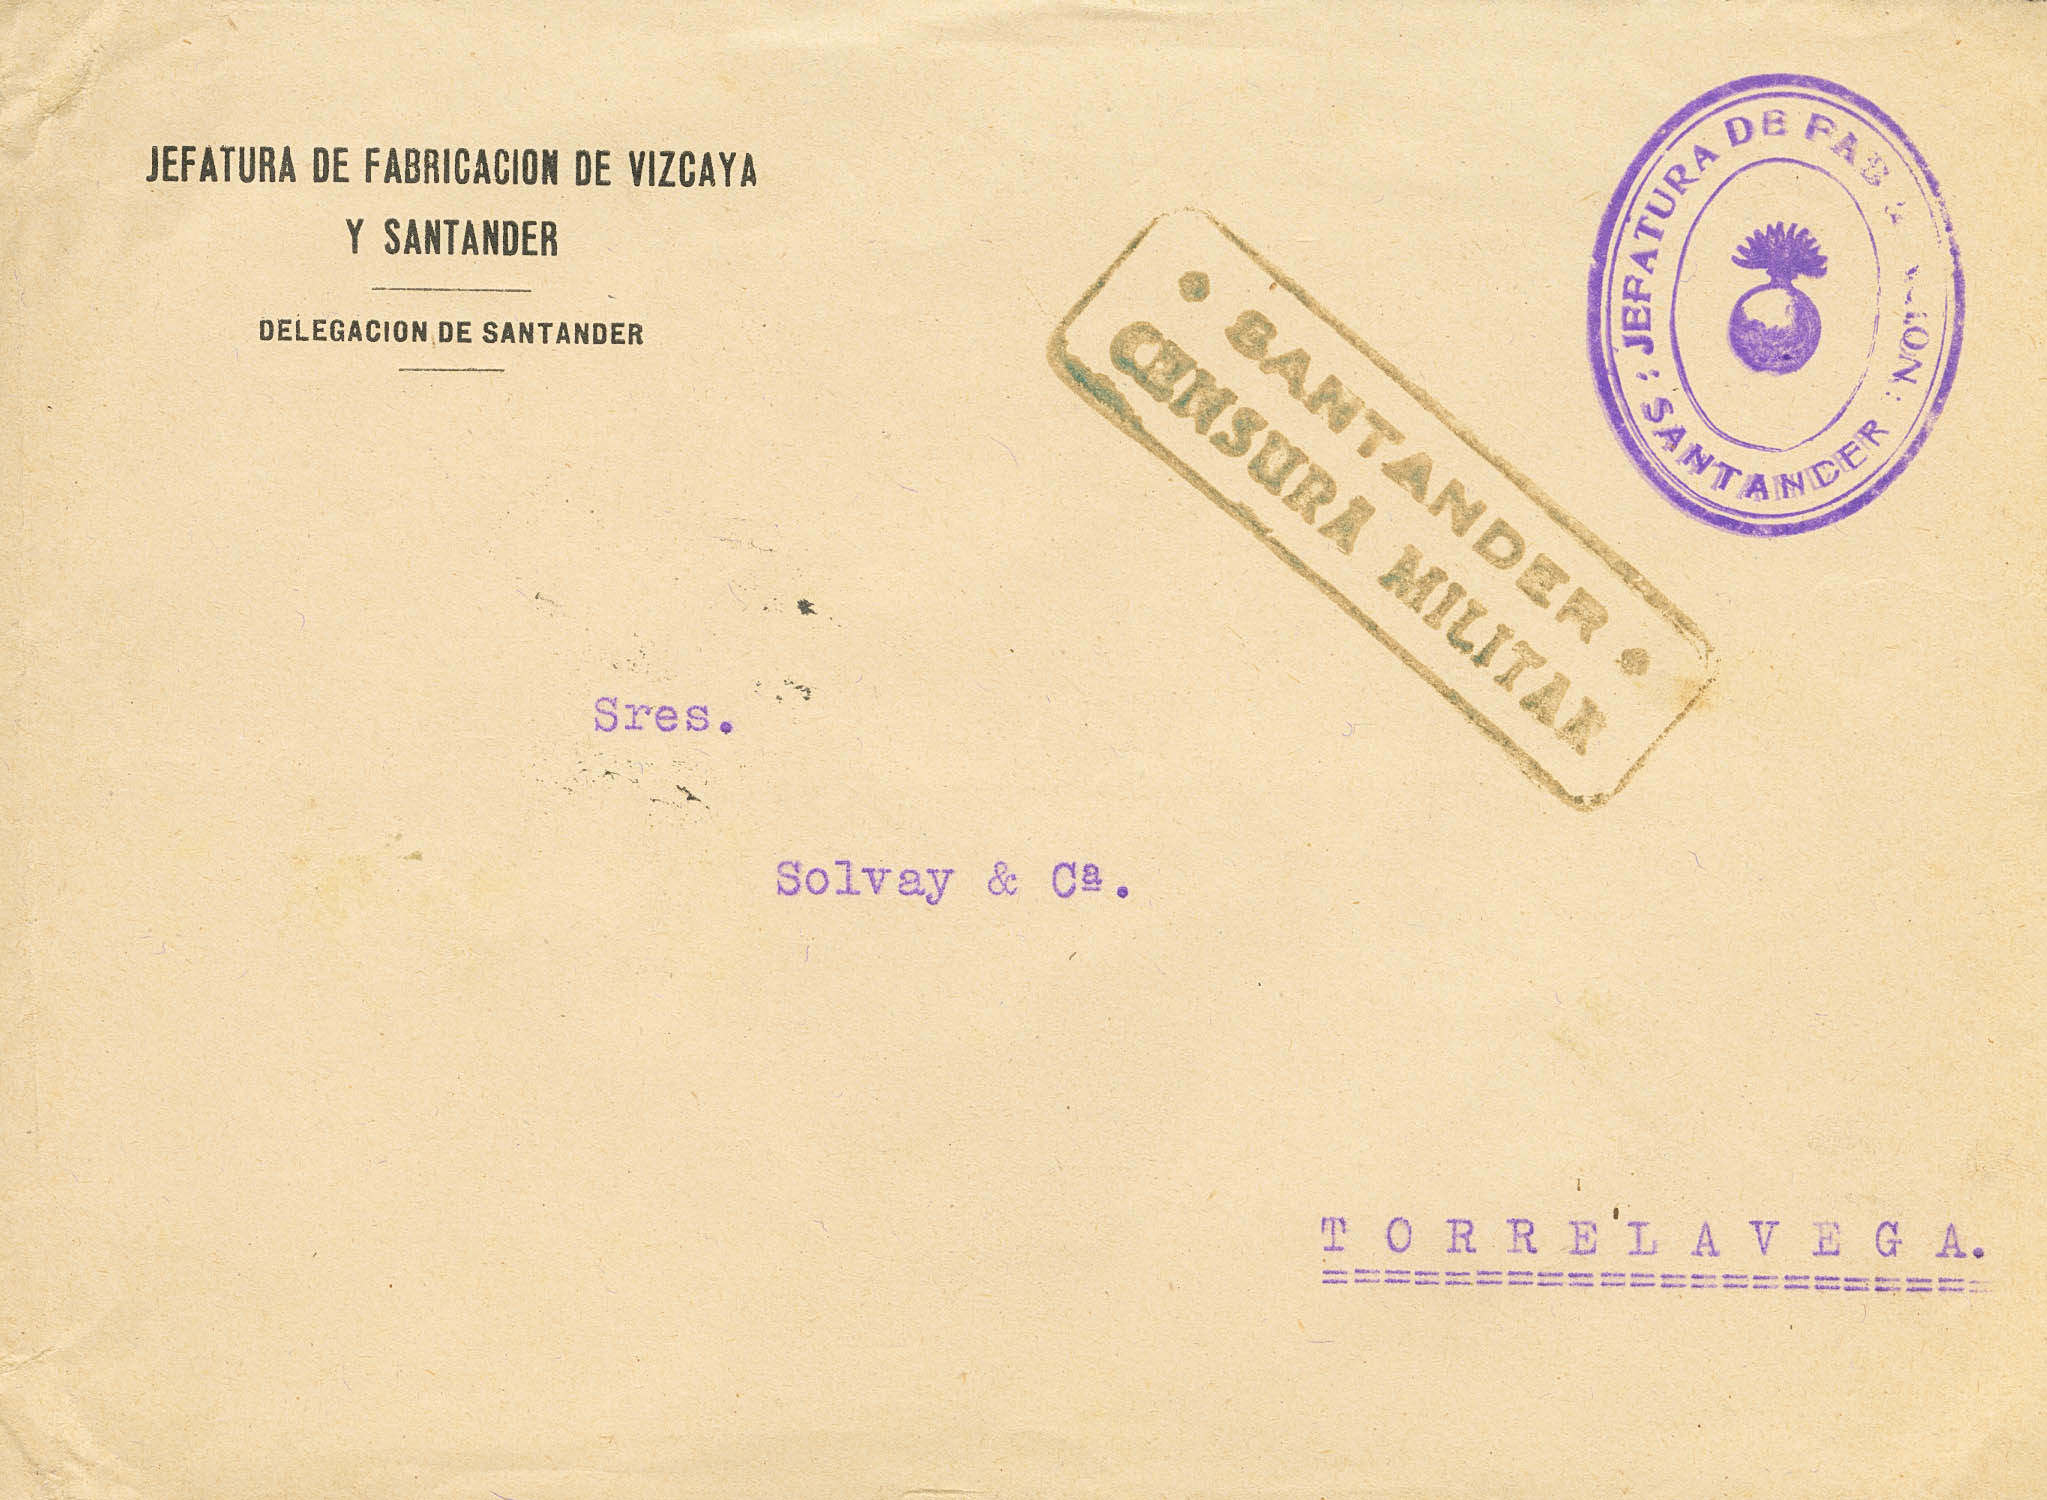 JEFATURA DE FABRICACION DE VIZCAYA
Y SANTANDER
DELEGACION DE SANTANDER
JEFATURA DE
SANTANDER
• SANTANDER •
CENSURA MILITAR
Sres.
Solvay & Cª.
TORRELAVEGA.